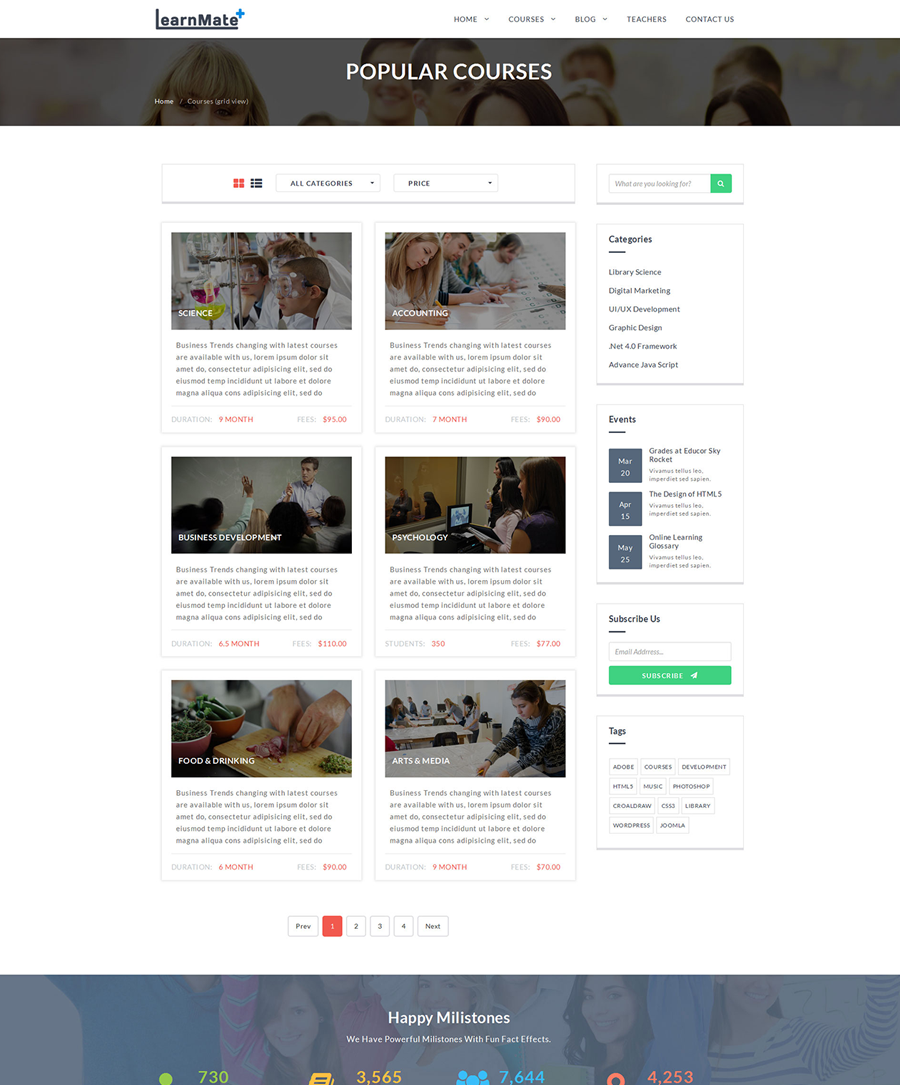 LearnMate+
HOME
COURSES
BLOG
TEACHERS
CONTACT US
POPULAR COURSES
Home / Courses (grid view)
ALL CATEGORIES
PRICE
SCIENCE
Business Trends changing with latest courses
are available with us, lorem ipsum dolor sit
amet do, consectetur adipisicing elit, sed do
eiusmod temp incididunt ut labore et dolore
magna aliqua cons adipisicing elit, sed do
DURATION: 9 MONTH FEES: $95.00
ACCOUNTING
Business Trends changing with latest courses
are available with us, lorem ipsum dolor sit
amet do, consectetur adipisicing elit, sed do
eiusmod temp incididunt ut labore et dolore
magna aliqua cons adipisicing elit, sed do
DURATION: 7 MONTH FEES: $90.00
BUSINESS DEVELOPMENT
Business Trends changing with latest courses
are available with us, lorem ipsum dolor sit
amet do, consectetur adipisicing elit, sed do
eiusmod temp incididunt ut labore et dolore
magna aliqua cons adipisicing elit, sed do
DURATION: 6.5 MONTH FEES: $110.00
PSYCHOLOGY
Business Trends changing with latest courses
are available with us, lorem ipsum dolor sit
amet do, consectetur adipisicing elit, sed do
eiusmod temp incididunt ut labore et dolore
magna aliqua cons adipisicing elit, sed do
STUDENTS: 350 FEES: $77.00
FOOD & DRINKING
Business Trends changing with latest courses
are available with us, lorem ipsum dolor sit
amet do, consectetur adipisicing elit, sed do
eiusmod temp incididunt ut labore et dolore
magna aliqua cons adipisicing elit, sed do
DURATION: 6 MONTH FEES: $90.00
ARTS & MEDIA
Business Trends changing with latest courses
are available with us, lorem ipsum dolor sit
amet do, consectetur adipisicing elit, sed do
eiusmod temp incididunt ut labore et dolore
magna aliqua cons adipisicing elit, sed do
DURATION: 9 MONTH FEES: $70.00
Prev 1 2 3 4 Next
What are you looking for?
Categories
Library Science
Digital Marketing
UI/UX Development
Graphic Design
.Net 4.0 Framework
Advance Java Script
Events
Mar
20
Grades at Educor Sky
Rocket
Vivamus tellus leo,
imperdiet sed sapien.
Apr
15
The Design of HTML5
Vivamus tellus leo,
imperdiet sed sapien.
May
25
Online Learning
Glossary
Vivamus tellus leo,
imperdiet sed sapien.
Subscribe Us
Email Addrress...
SUBSCRIBE
Tags
ADOBE COURSES DEVELOPMENT
HTML5 MUSIC PHOTOSHOP
CROALDRAW CSS3 LIBRARY
WORDPRESS JOOMLA
Happy Milistones
We Have Powerful Milistones With Fun Fact Effects.
730
3,565
7,644
4,253